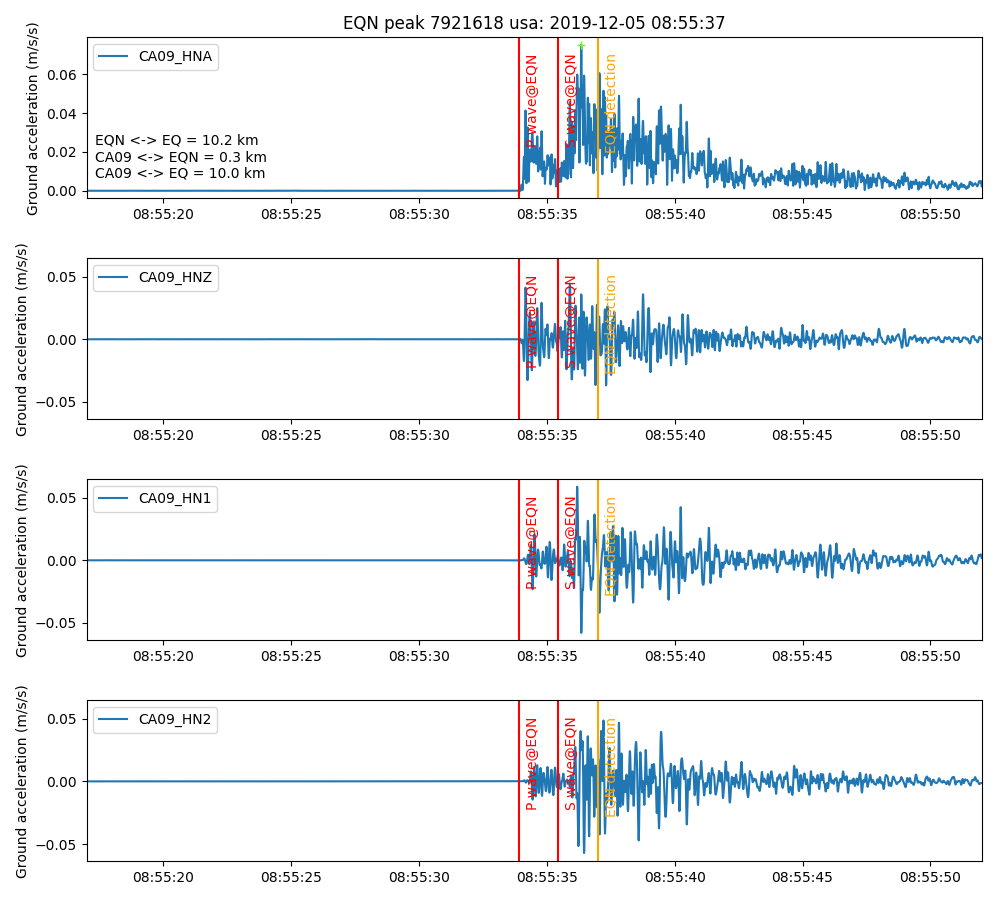 EQN peak 7921618 usa: 2019-12-05 08:55:37
Ground acceleration (m/s/s)
CA09_HNA
0.06
0.04
0.02
0.00
EQN <-> EQ = 10.2 km
CA09 <-> EQN = 0.3 km
CA09 <-> EQ = 10.0 km
P wave@EQN
S wave@EQN
EQN detection
08:55:20 08:55:25 08:55:30 08:55:35 08:55:40 08:55:45 08:55:50
Ground acceleration (m/s/s)
CA09_HNZ
0.05
0.00
−0.05
P wave@EQN
S wave@EQN
EQN detection
08:55:20 08:55:25 08:55:30 08:55:35 08:55:40 08:55:45 08:55:50
Ground acceleration (m/s/s)
CA09_HN1
0.05
0.00
−0.05
P wave@EQN
S wave@EQN
EQN detection
08:55:20 08:55:25 08:55:30 08:55:35 08:55:40 08:55:45 08:55:50
Ground acceleration (m/s/s)
CA09_HN2
0.05
0.00
−0.05
P wave@EQN
S wave@EQN
EQN detection
08:55:20 08:55:25 08:55:30 08:55:35 08:55:40 08:55:45 08:55:50